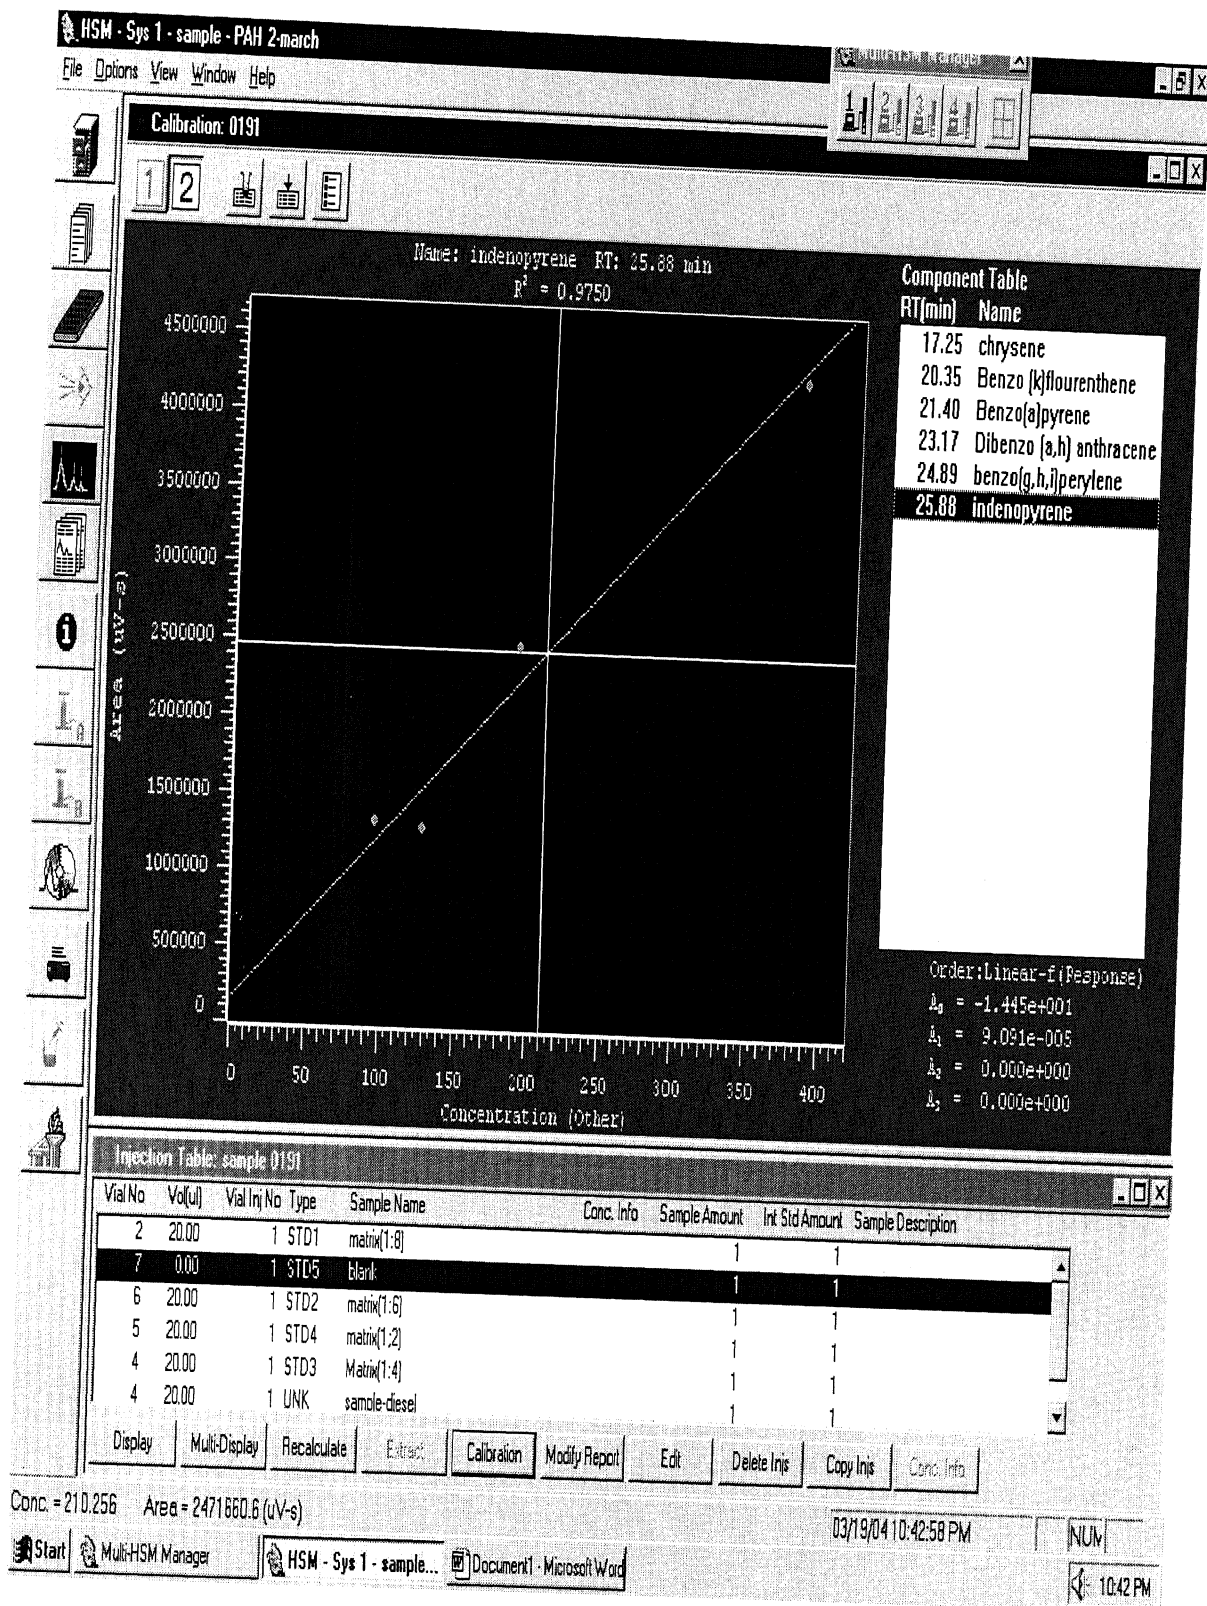 HSM - Sys 1 - sample - PAH 2-march
Multi-HSM Manager
File Options View Window Help
1 2 3 4
Calibration: 0191
1 2
Name: indenopyrene RT: 25.88 min
R² = 0.9750
Component Table
RT(min) Name
17.25 chrysene
20.35 Benzo (k)flourenthene
21.40 Benzo(a)pyrene
23.17 Dibenzo (a,h) anthracene
24.89 benzo(g,h,i)perylene
25.88 indenopyrene
4500000
4000000
3500000
3000000
2500000
2000000
1500000
1000000
500000
0
Area (uV-s)
0 50 100 150 200 250 300 350 400
Concentration (Other)
Order:Linear-f(Response)
A₀ = -1.445e+001
A₁ = 9.091e-005
A₂ = 0.000e+000
A₃ = 0.000e+000
A
B
Injection Table: sample 0191
Vial No Vol(ul) Vial Inj No Type Sample Name Conc. Info Sample Amount Int Std Amount Sample Description
2 20.00 1 STD1 matrix(1:8) 1 1
7 0.00 1 STD5 blank 1 1
6 20.00 1 STD2 matrix(1:6) 1 1
5 20.00 1 STD4 matrix(1;2) 1 1
4 20.00 1 STD3 Matrix(1:4) 1 1
4 20.00 1 UNK sample-diesel 1 1
Display Multi-Display Recalculate Extract Calibration Modify Report Edit Delete Injs Copy Injs Conc. Info
Conc. = 210.256 Area = 2471660.6 (uV-s) 03/19/04 10:42:58 PM NUM
Start Multi-HSM Manager HSM - Sys 1 - sample... Document1 - Microsoft Word 10:42 PM